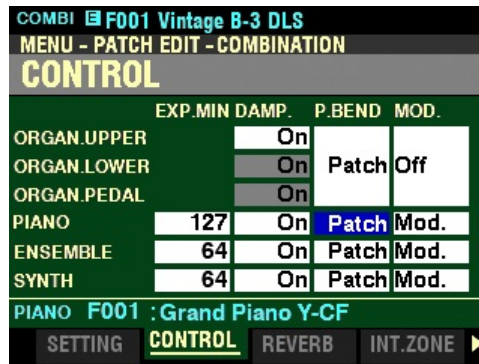 COMBI E F001 Vintage B-3 DLS
MENU - PATCH EDIT - COMBINATION
CONTROL
EXP.MIN DAMP. P.BEND MOD.
ORGAN.UPPER On
ORGAN.LOWER On Patch Off
ORGAN.PEDAL On
PIANO 127 On Patch Mod.
ENSEMBLE 64 On Patch Mod.
SYNTH 64 On Patch Mod.
PIANO F001 :Grand Piano Y-CF
SETTING CONTROL REVERB INT.ZONE